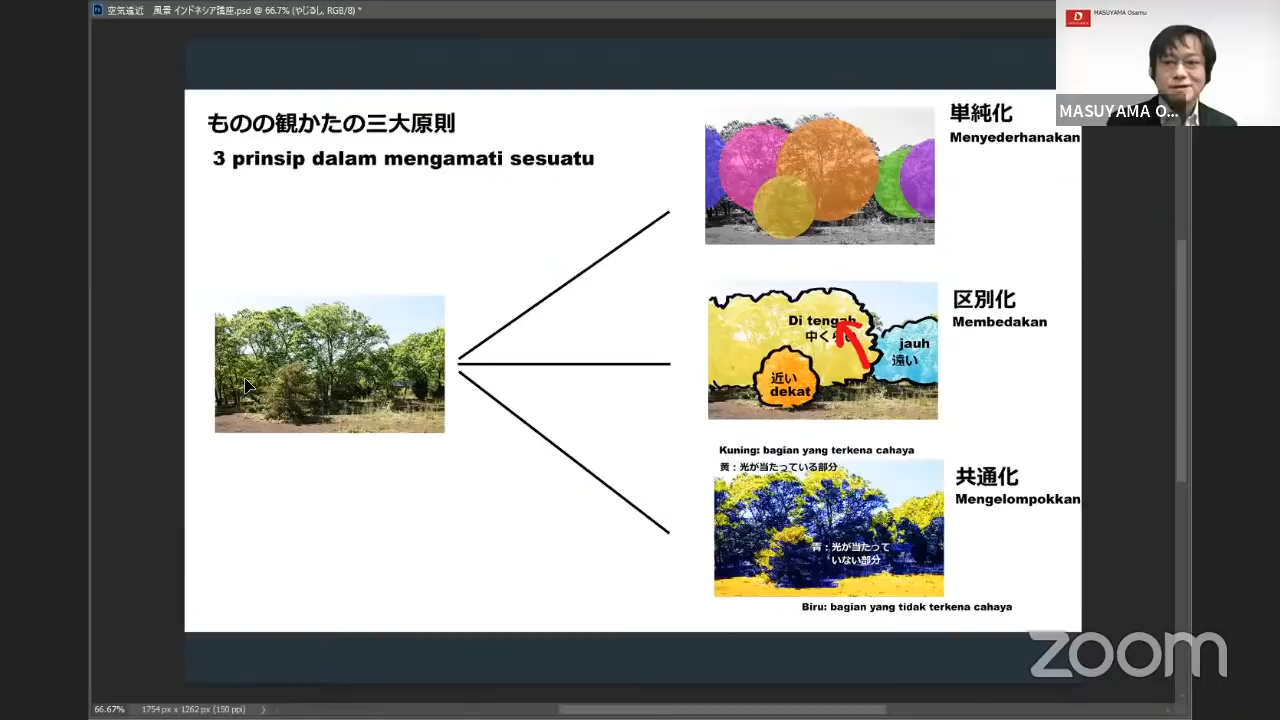 空気遠近　風景 インドネシア講座.psd @ 66.7% (やじるし, RGB/8) *
MASUYAMA Osamu
MASUYAMA O...
ものの観かたの三大原則
3 prinsip dalam mengamati sesuatu
単純化
Menyederhanakan
Di tengah
中くら
jauh
遠い
近い
dekat
区別化
Membedakan
Kuning: bagian yang terkena cahaya
黄：光が当たっている部分
共通化
Mengelompokkan
青：光が当たって
いない部分
Biru: bagian yang tidak terkena cahaya
zoom
66.67%
1754 px x 1262 px (150 ppi)